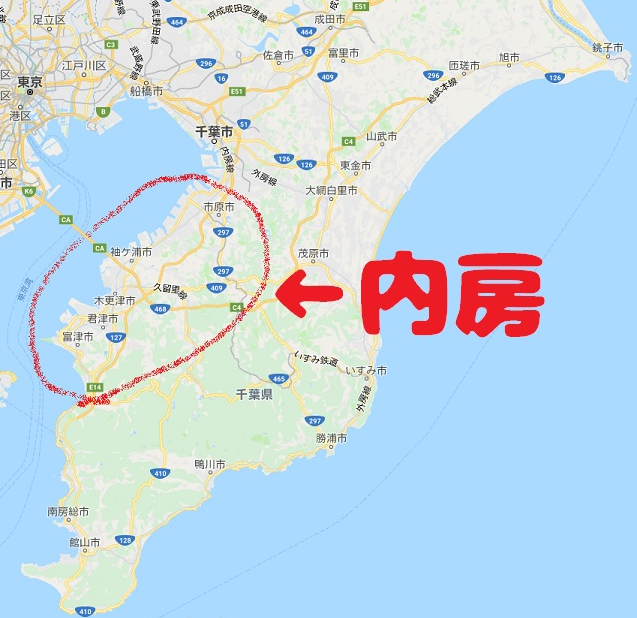 足立区
464
京成成田空港線
成田市
E51
C3
武蔵野線
佐倉市
464
51
富里市
296
409
江戸川区
16
296
匝瑳市
旭市
銚子市
東京
船橋市
E51
総武本線
126
港区
B
51
千葉市
C4
山武市
内房線
126
126
東金市
外房線
大網白里市
K6
CA
市原市
297
CA
袖ケ浦市
茂原市
297
東京湾
久留里線
409
木更津市
468
C4
内房
君津市
富津市
127
いすみ鉄道
E14
465
いすみ市
千葉県
外房線
297
勝浦市
鴨川市
410
南房総市
館山市
128
410